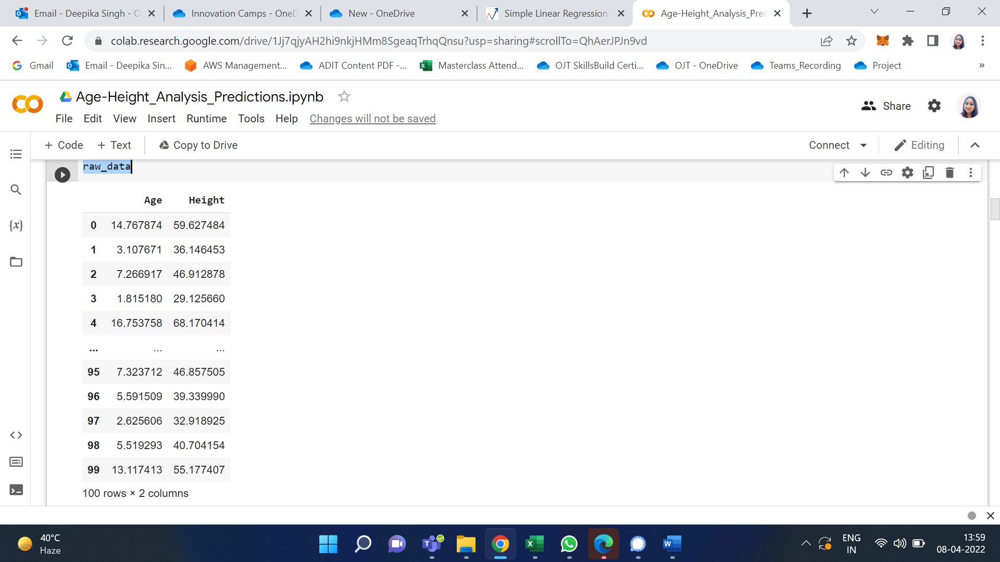 Email - Deepika Singh - O
Innovation Camps - OneD
New - OneDrive
Simple Linear Regression
Age-Height_Analysis_Prec
colab.research.google.com/drive/1Jj7qjyAH2hi9nkjHMm8SgeaqTrhqQnsu?usp=sharing#scrollTo=QhAerJPJn9vd
Gmail
Email - Deepika Sin...
AWS Management...
ADIT Content PDF -...
Masterclass Attend...
OJT SkillsBuild Certi...
OJT - OneDrive
Teams_Recording
Project
»
Age-Height_Analysis_Predictions.ipynb
Share
File Edit View Insert Runtime Tools Help Changes will not be saved
+ Code + Text Copy to Drive
Connect
Editing
raw_data
Age Height
0 14.767874 59.627484
1 3.107671 36.146453
2 7.266917 46.912878
3 1.815180 29.125660
4 16.753758 68.170414
... ... ...
95 7.323712 46.857505
96 5.591509 39.339990
97 2.625606 32.918925
98 5.519293 40.704154
99 13.117413 55.177407
100 rows × 2 columns
{x}
40°C
Haze
ENG
IN
13:59
08-04-2022